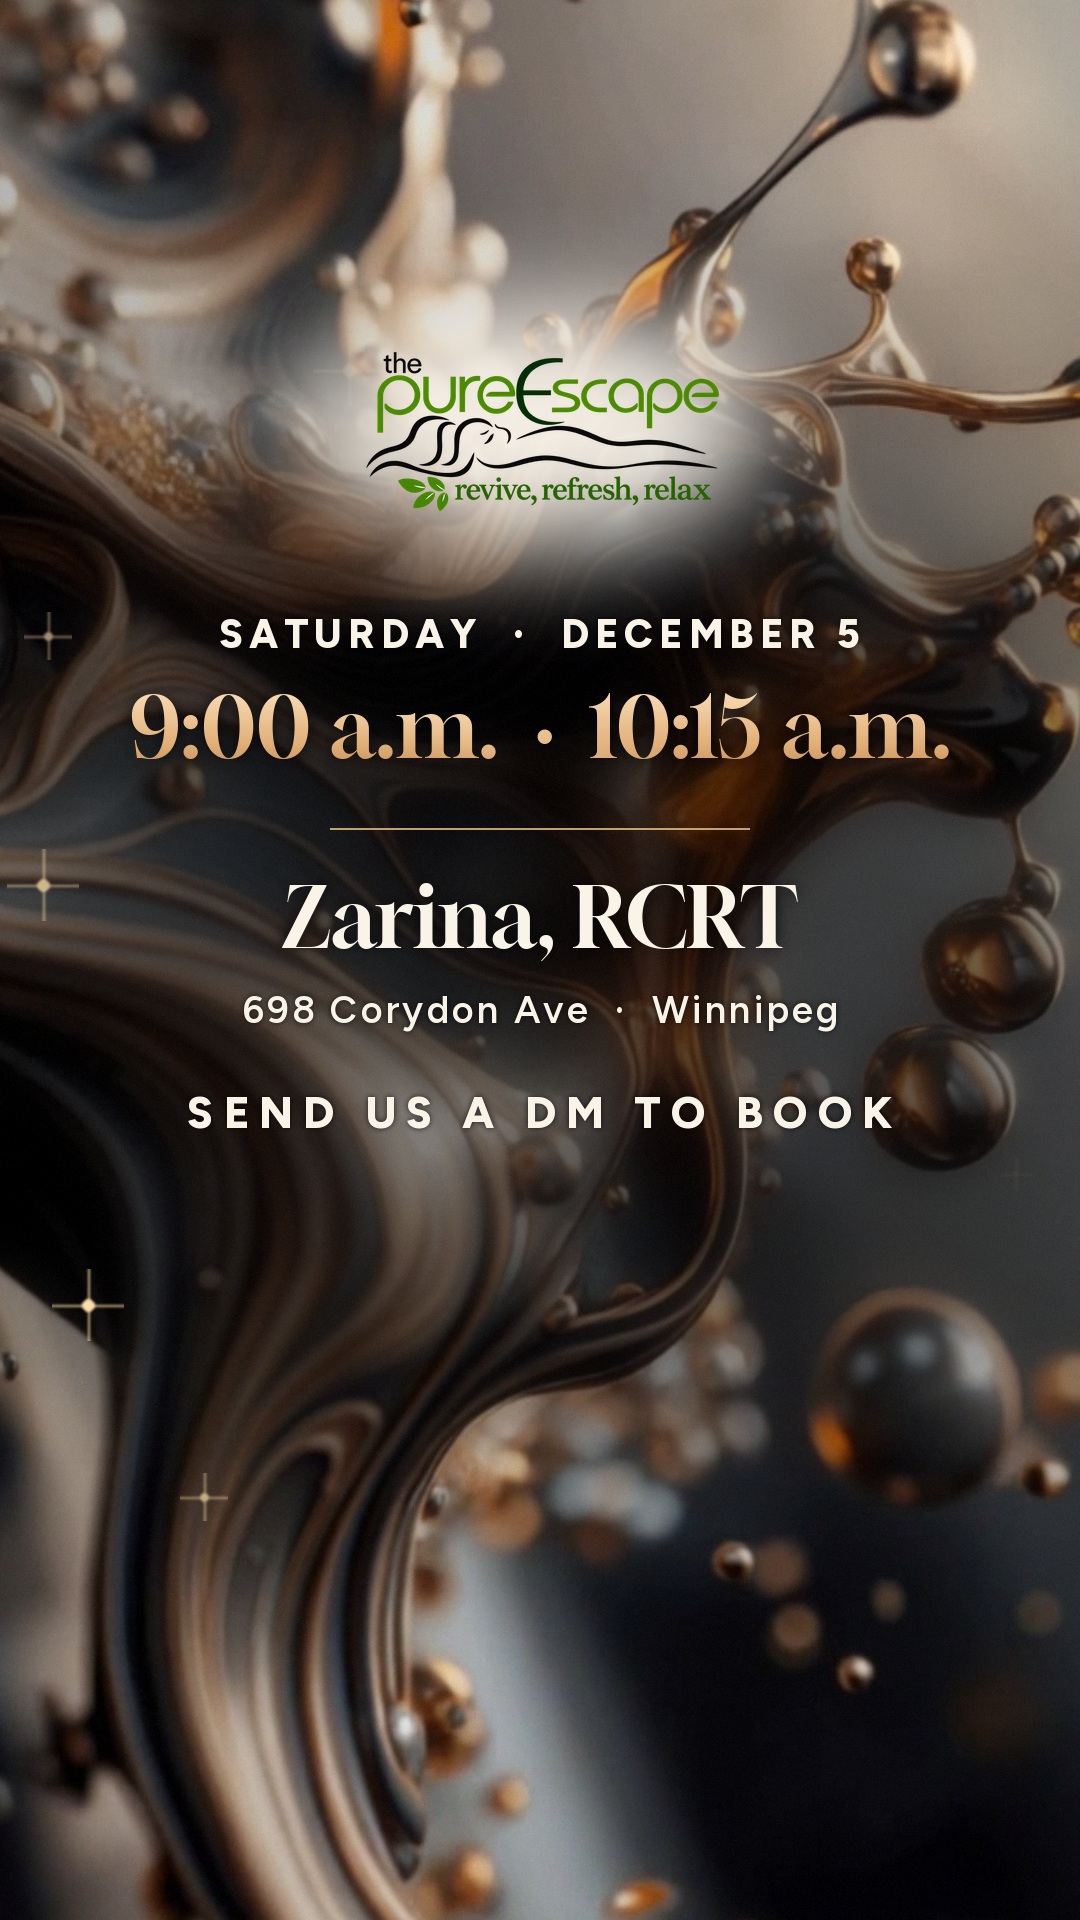 the
pureEscape
revive, refresh, relax
SATURDAY · DECEMBER 5
9:00 a.m. · 10:15 a.m.
Zarina, RCRT
698 Corydon Ave · Winnipeg
SEND US A DM TO BOOK